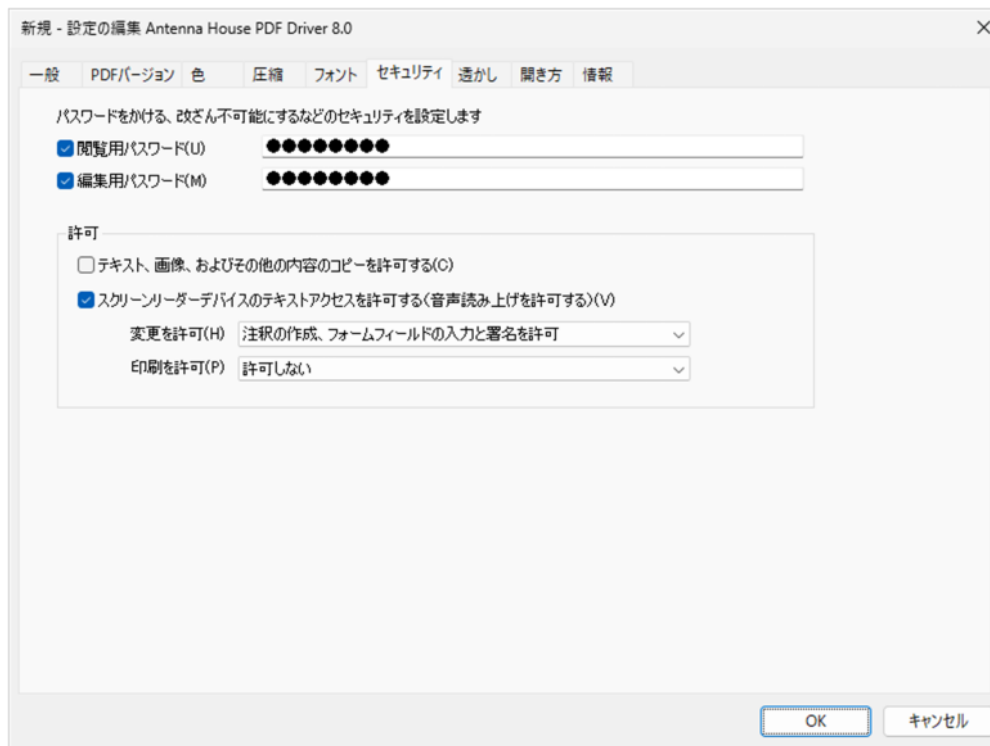 新規 - 設定の編集 Antenna House PDF Driver 8.0
一般 PDFバージョン 色 圧縮 フォント セキュリティ 透かし 開き方 情報
パスワードをかける、改ざん不可能にするなどのセキュリティを設定します
閲覧用パスワード(U) ●●●●●●●●
編集用パスワード(M) ●●●●●●●●
許可
テキスト、画像、およびその他の内容のコピーを許可する(C)
スクリーンリーダーデバイスのテキストアクセスを許可する(音声読み上げを許可する)(V)
変更を許可(H) 注釈の作成、フォームフィールドの入力と署名を許可
印刷を許可(P) 許可しない
OK キャンセル